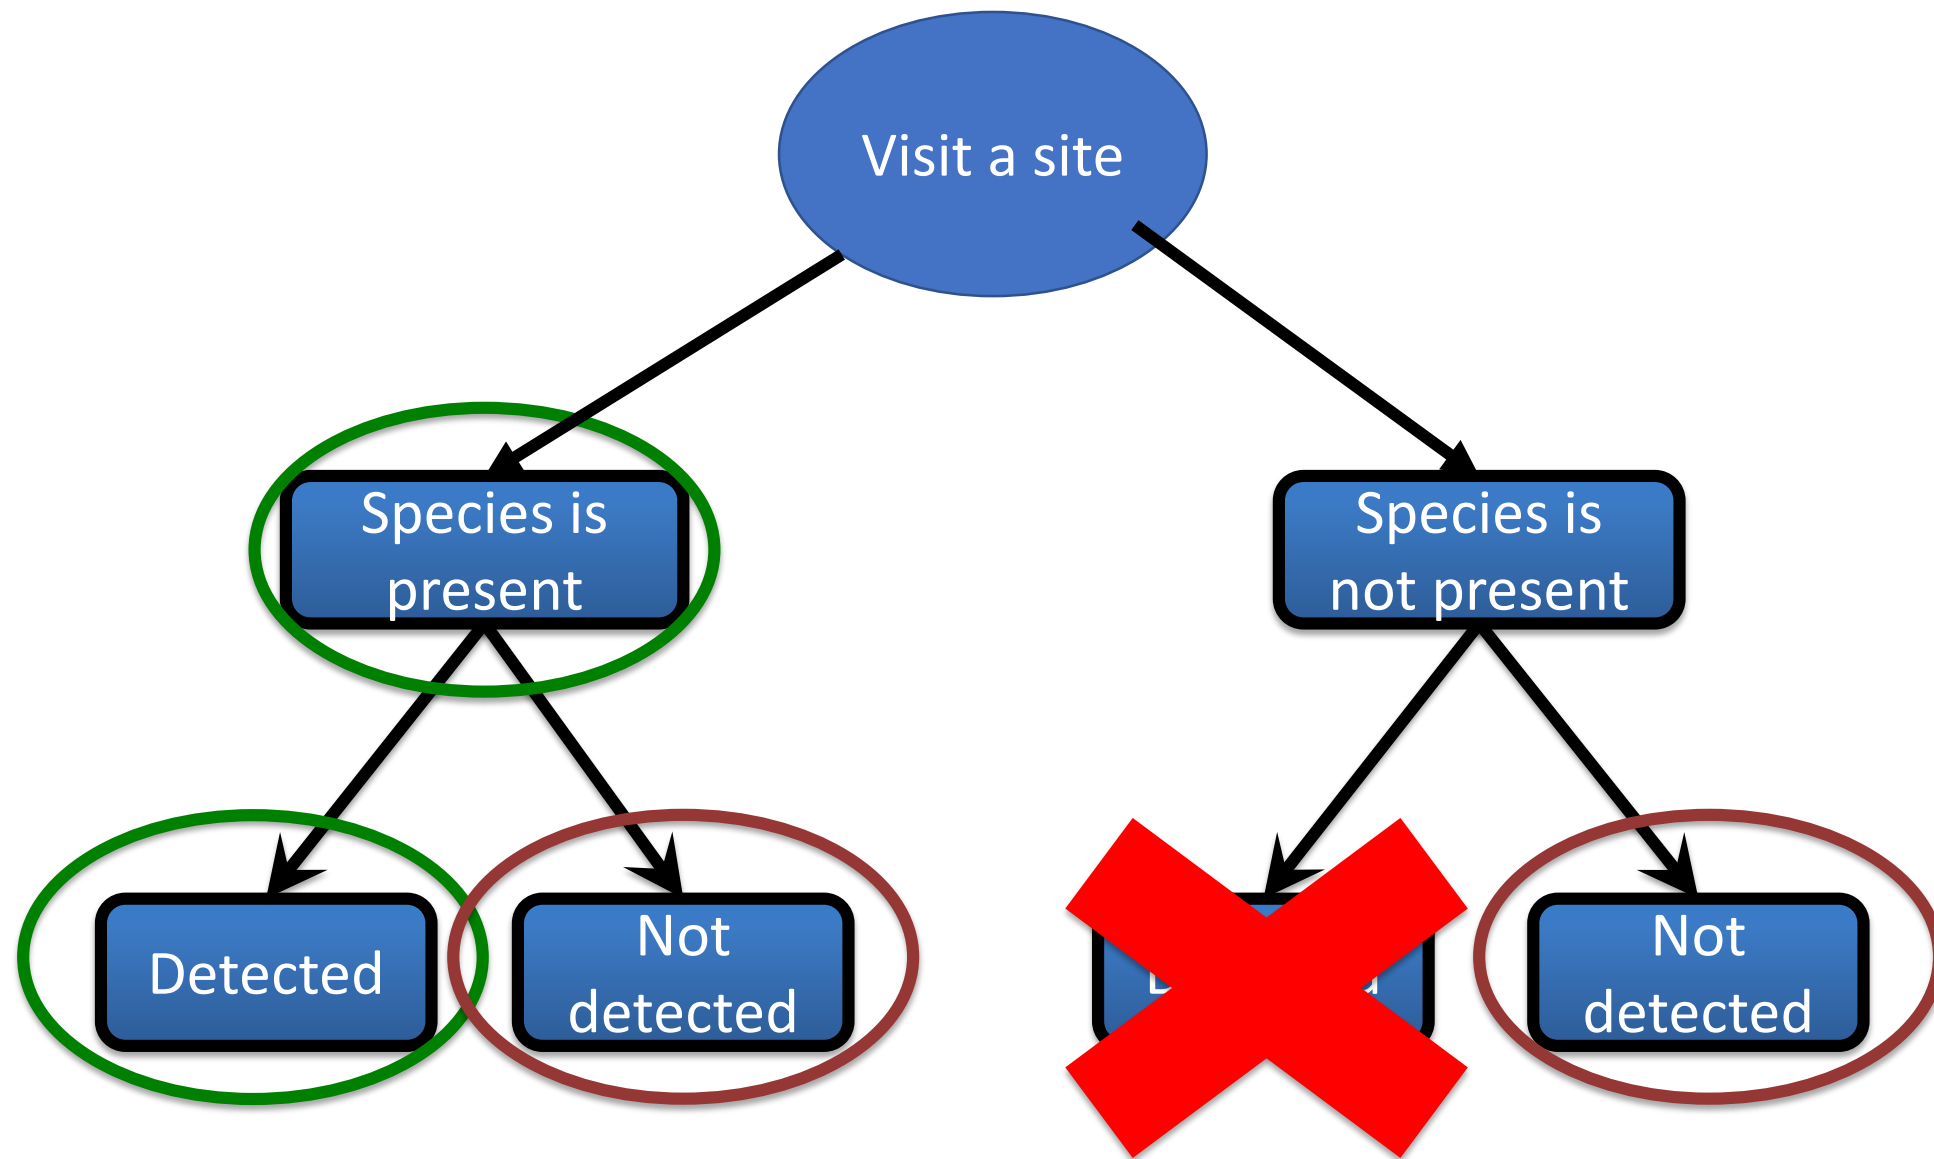 Visit a site
Species is
present
Species is
not present
Detected
Not
detected
Not
detected